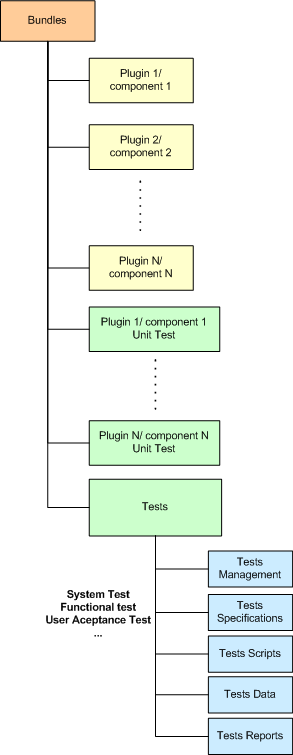 Bundles
Plugin 1/
component 1
Plugin 2/
component 2
Plugin N/
component N
Plugin 1/ component 1
Unit Test
Plugin N/ component N
Unit Test
Tests
System Test
Functional test
User Aceptance Test
...
Tests
Management
Tests
Specifications
Tests Scripts
Tests Data
Tests Reports